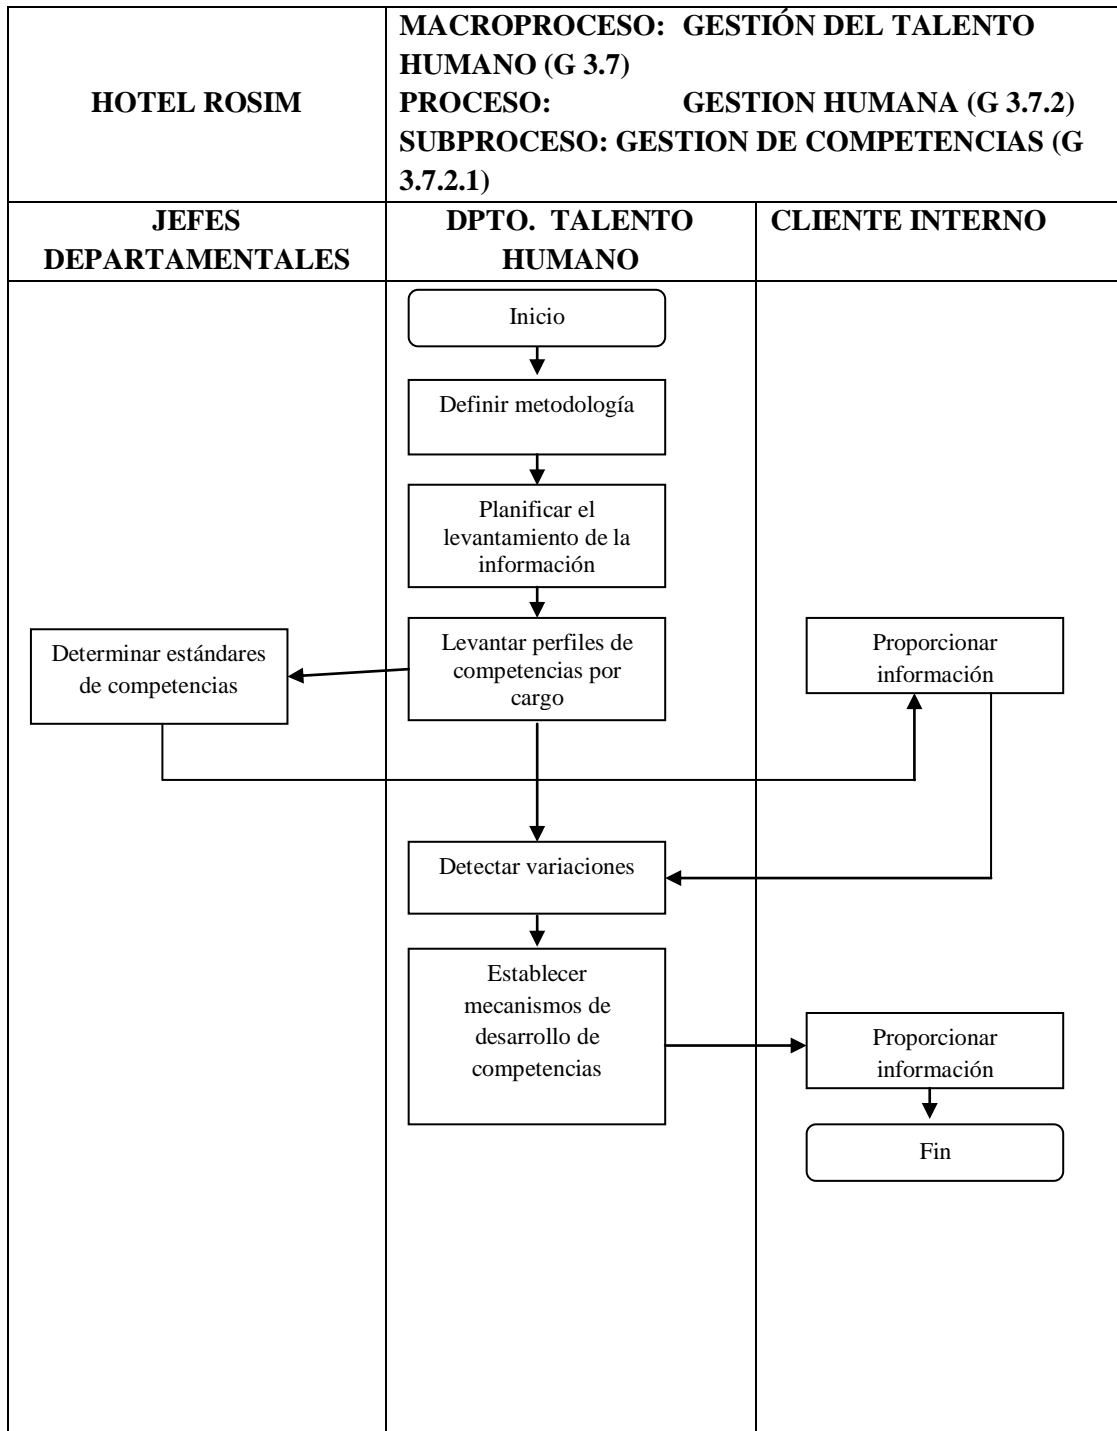 HOTEL ROSIM
MACROPROCESO: GESTIÓN DEL TALENTO
HUMANO (G 3.7)
PROCESO: GESTION HUMANA (G 3.7.2)
SUBPROCESO: GESTION DE COMPETENCIAS (G
3.7.2.1)
JEFES
DEPARTAMENTALES
DPTO. TALENTO
HUMANO
CLIENTE INTERNO
Inicio
Definir metodología
Planificar el
levantamiento de la
información
Levantar perfiles de
competencias por
cargo
Determinar estándares
de competencias
Proporcionar
información
Detectar variaciones
Establecer
mecanismos de
desarrollo de
competencias
Proporcionar
información
Fin